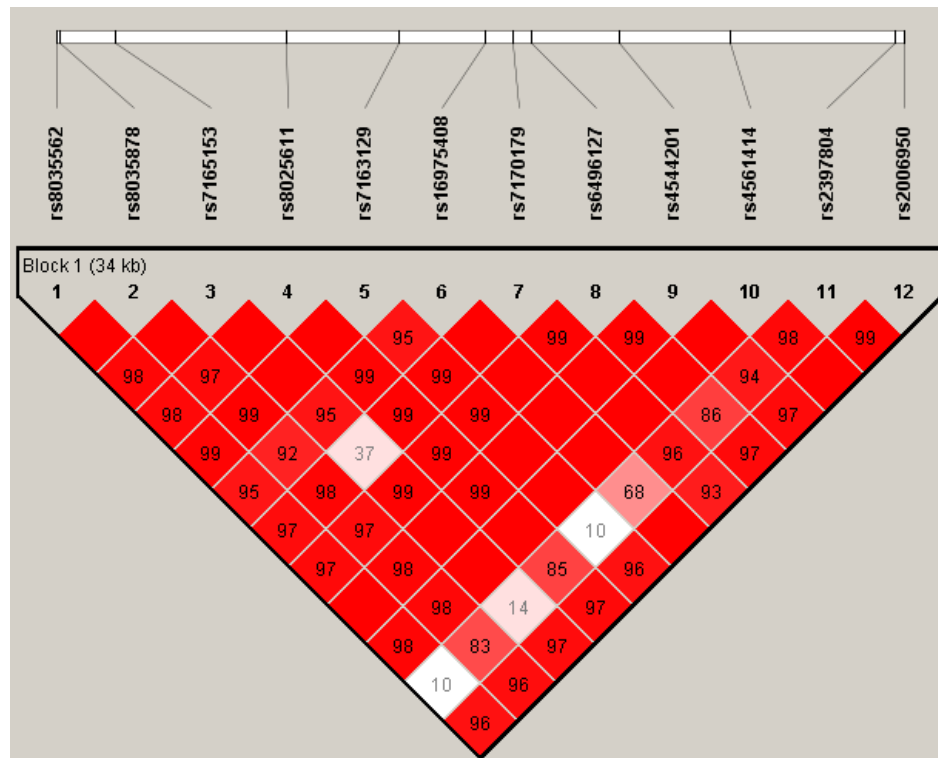 rs8035562
rs8035878
rs7165153
rs8025611
rs7163129
rs16975408
rs7170179
rs6496127
rs4544201
rs4561414
rs2397804
rs2006950
Block 1 (34 kb)
1 2 3 4 5 6 7 8 9 10 11 12
95 99 99 98 99
98 97 99 99 94
98 99 95 99 99 86 97
99 92 37 99 96 97
95 98 99 99 68 93
97 97 10
97 98 85 96
98 14 97
98 83 97
10 96
96